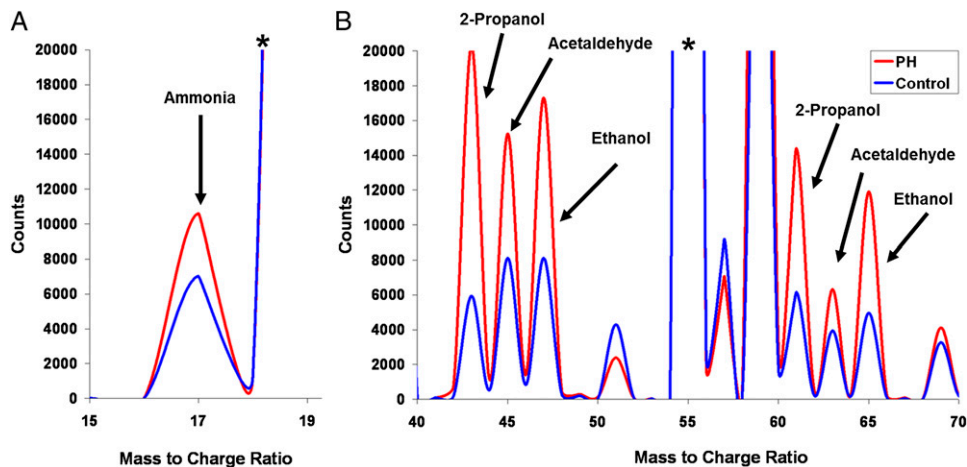 A
20000
18000
16000
14000
12000
10000
8000
6000
4000
2000
0
Counts
Ammonia
*
15
17
19
Mass to Charge Ratio
B
20000
18000
16000
14000
12000
10000
8000
6000
4000
2000
0
Counts
2-Propanol
Acetaldehyde
Ethanol
*
PH
Control
2-Propanol
Acetaldehyde
Ethanol
40
45
50
55
60
65
70
Mass to Charge Ratio